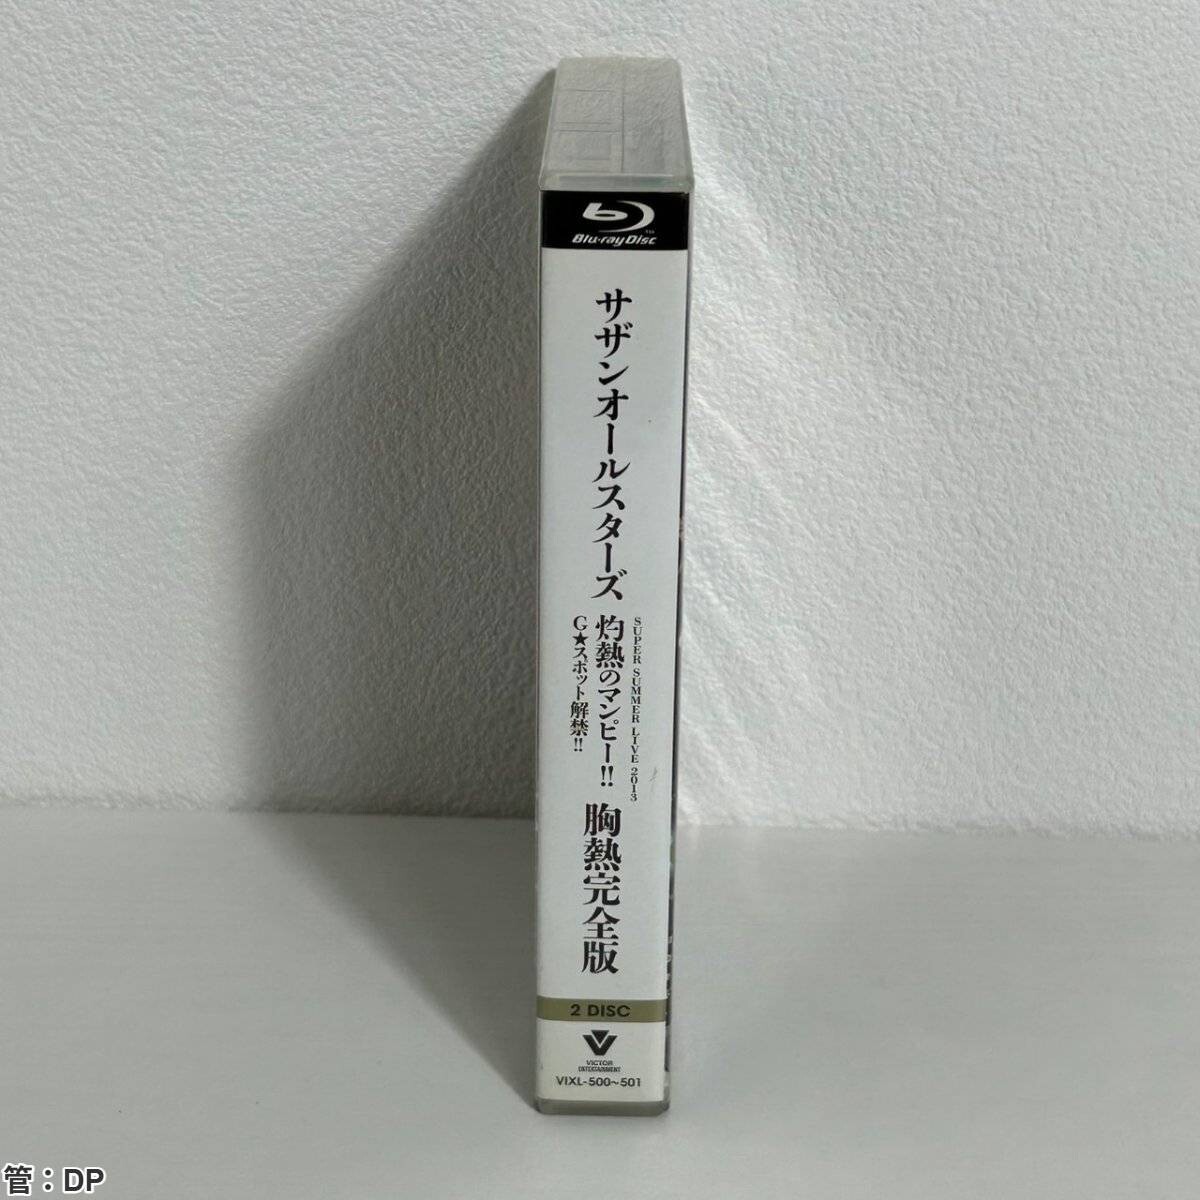 Blu-ray Disc
TM
サザンオールスターズ
SUPER SUMMER LIVE 2013
灼熱のマンピー!!
G★スポット解禁!!
胸熱完全版
2 DISC
VICTOR
ENTERTAINMENT
VIXL-500~501
管：DP